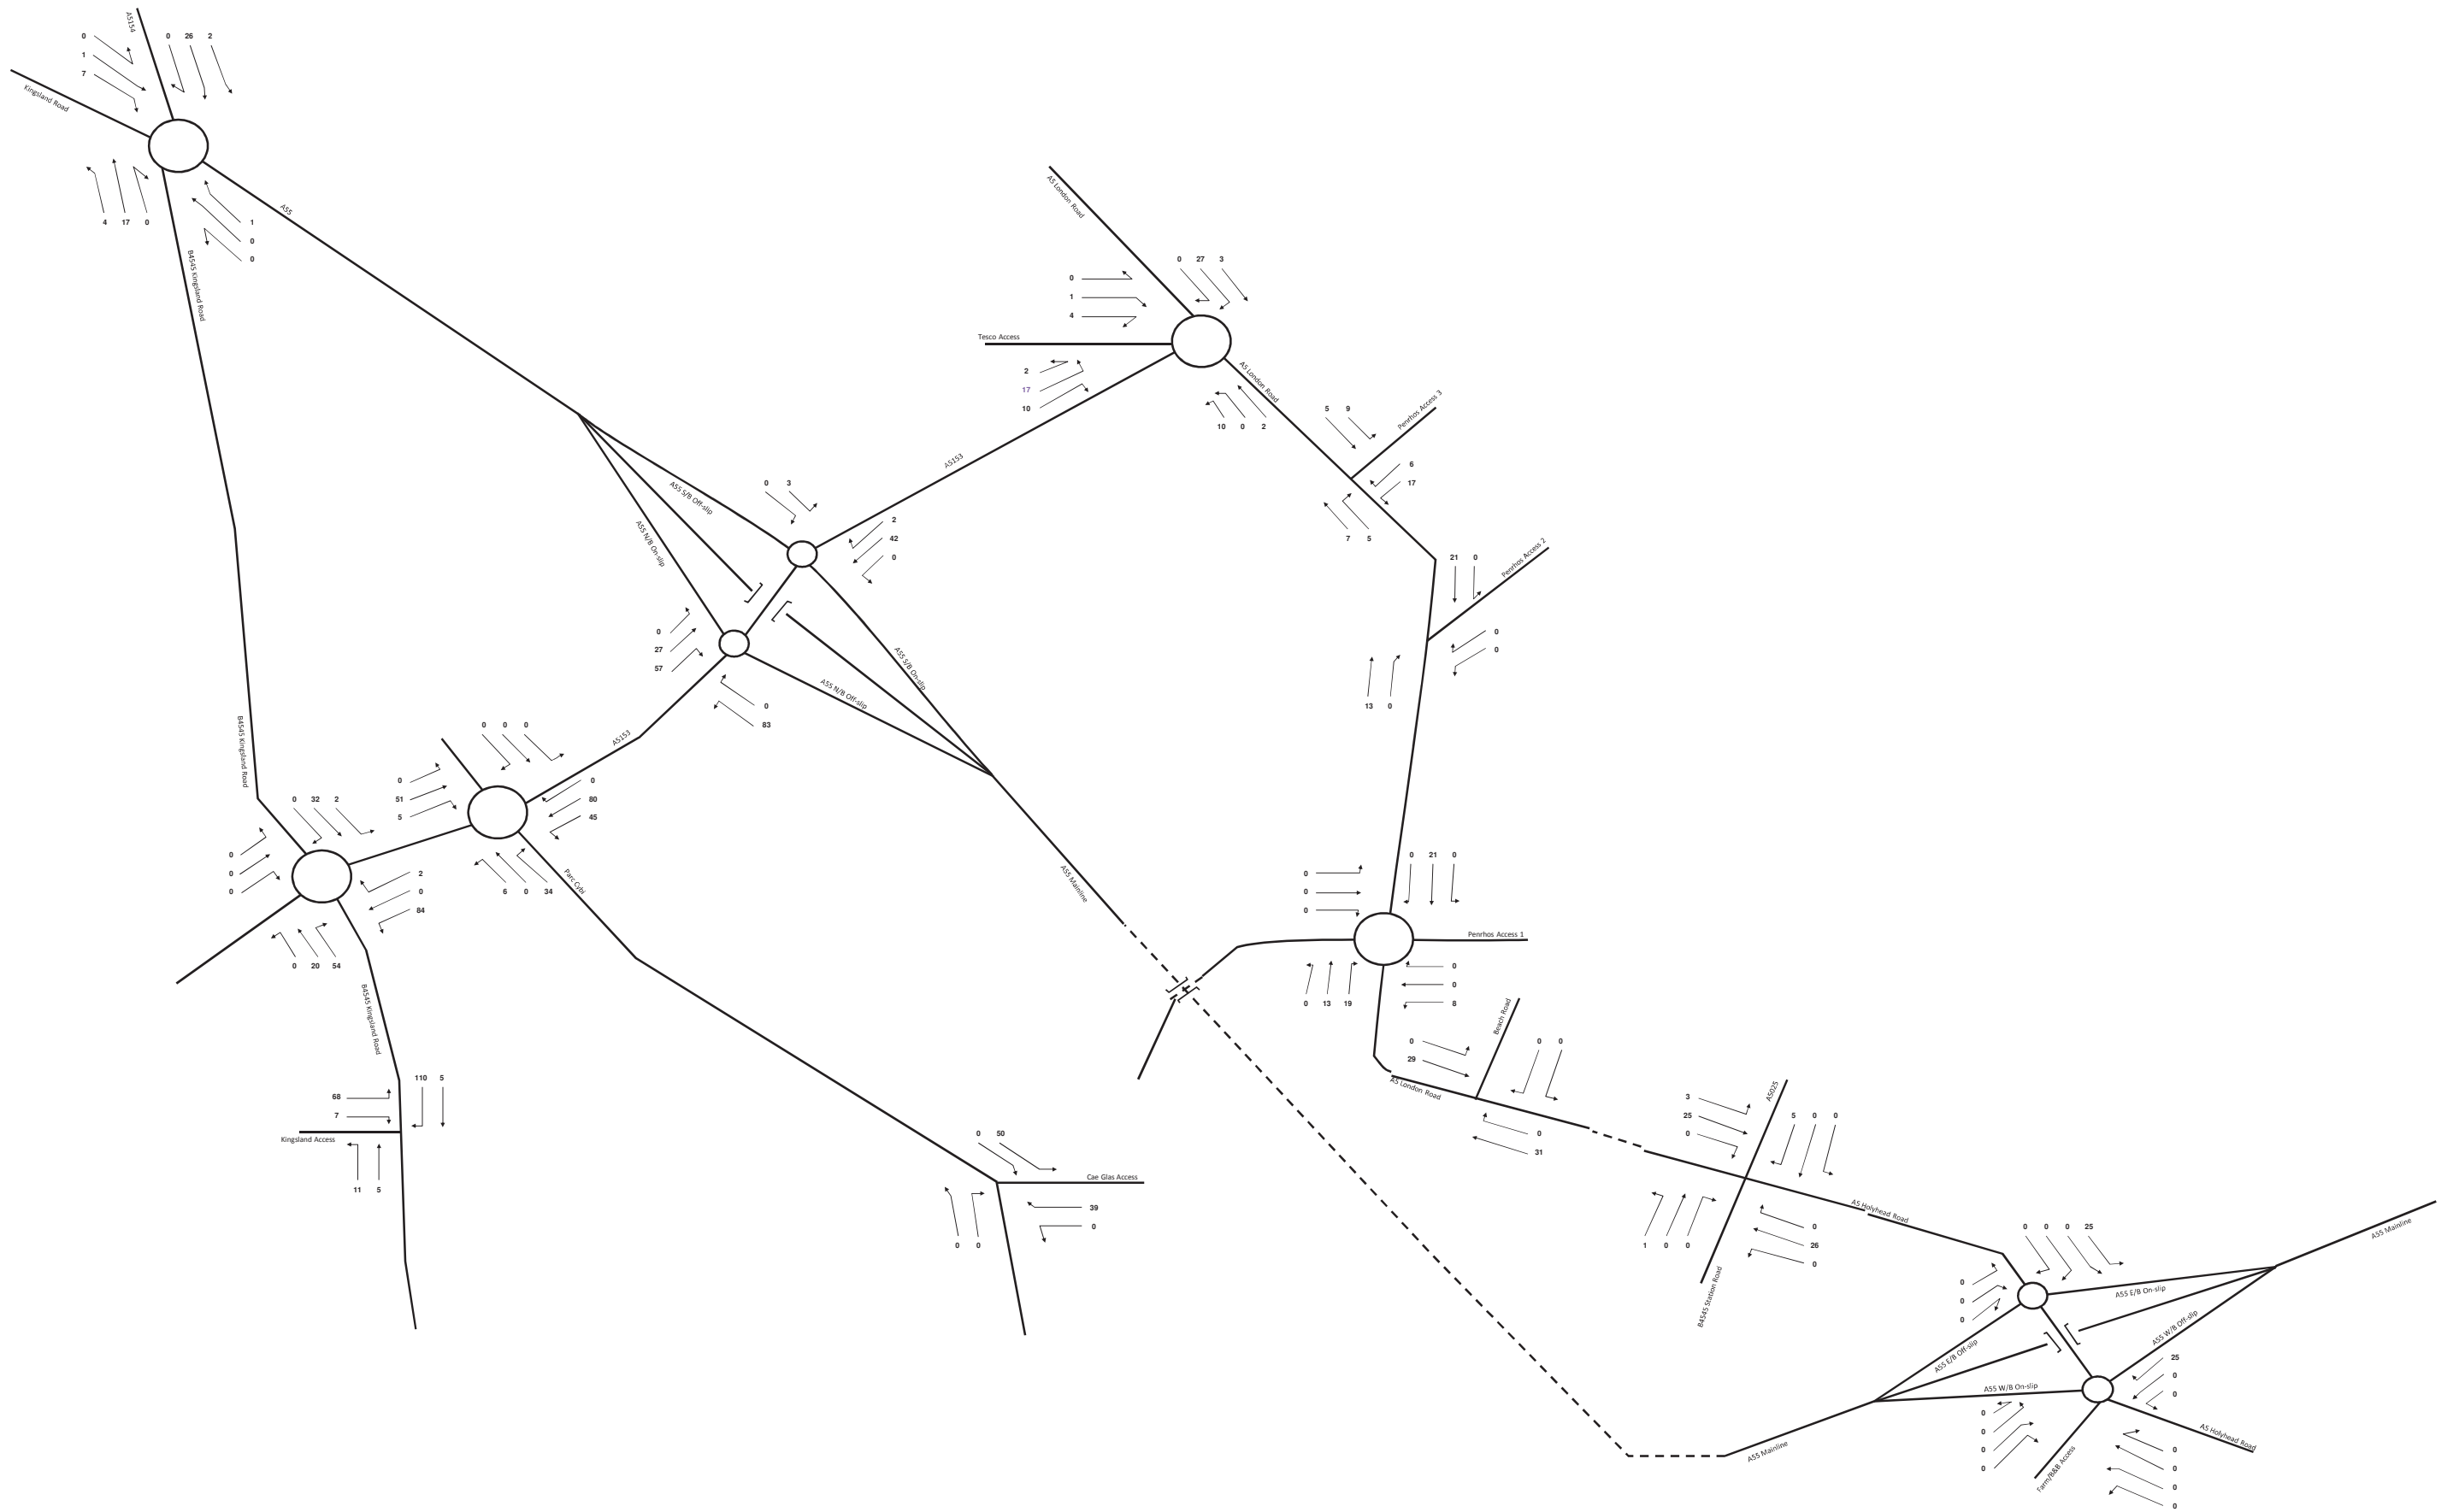 A5154
0 26 2
0
1
7
Kingsland Road
4 17 0
1
0
0
A55
B4545 Kingsland Road
A5 London Road
0 27 3
0
1
4
Tesco Access
2
17
10
A5 London Road
10 0 2
5 9
Penrhos Access 3
6
17
7 5
A5153
A55 S/B Off-slip
0 3
2
42
0
A55 N/B On-slip
21 0
Penrhos Access 2
0
0
13 0
0
27
57
A55 S/B On-slip
A55 N/B Off-slip
0
83
B4545 Kingsland Road
0 0 0
A5153
0
51
5
0
80
45
0 32 2
0
0
0
2
0
84
6 0 34
Parc Cybi
0 20 54
A55 Mainline
0 21 0
0
0
0
Penrhos Access 1
0
0
8
0 13 19
B4545 Kingsland Road
Beach Road
0
29
0 0
A5 London Road
0
31
110 5
68
7
Kingsland Access
11 5
A5025
3
25
0
5 0 0
0 50
Cae Glas Access
39
0
0 0
1 0 0
0
26
0
A5 Holyhead Road
B4545 Station Road
0 0 0 25
A55 Mainline
0
0
0
A55 E/B On-slip
A55 W/B Off-slip
A55 E/B Off-slip
25
0
0
A55 W/B On-slip
0
0
0
0
A5 Holyhead Road
A55 Mainline
Farm/B&B Access
0
0
0
0